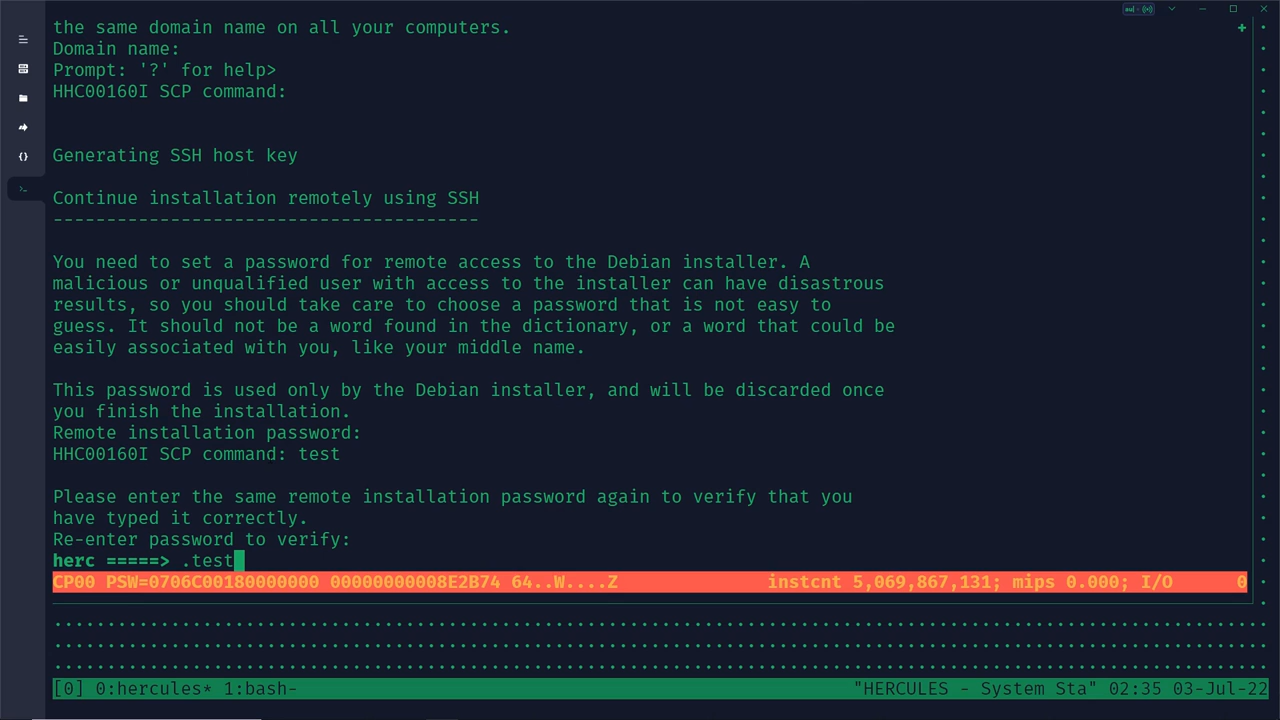 the same domain name on all your computers.
Domain name:
Prompt: '?' for help>
HHC00160I SCP command:
Generating SSH host key
Continue installation remotely using SSH
----------------------------------------
You need to set a password for remote access to the Debian installer. A
malicious or unqualified user with access to the installer can have disastrous
results, so you should take care to choose a password that is not easy to
guess. It should not be a word found in the dictionary, or a word that could be
easily associated with you, like your middle name.
This password is used only by the Debian installer, and will be discarded once
you finish the installation.
Remote installation password:
HHC00160I SCP command: test
Please enter the same remote installation password again to verify that you
have typed it correctly.
Re-enter password to verify:
herc =====> .test
CP00 PSW=0706C00180000000 00000000008E2B74 64..W....Z instcnt 5,069,867,131; mips 0.000; I/O 0
[0] 0:hercules* 1:bash- "HERCULES - System Sta" 02:35 03-Jul-22